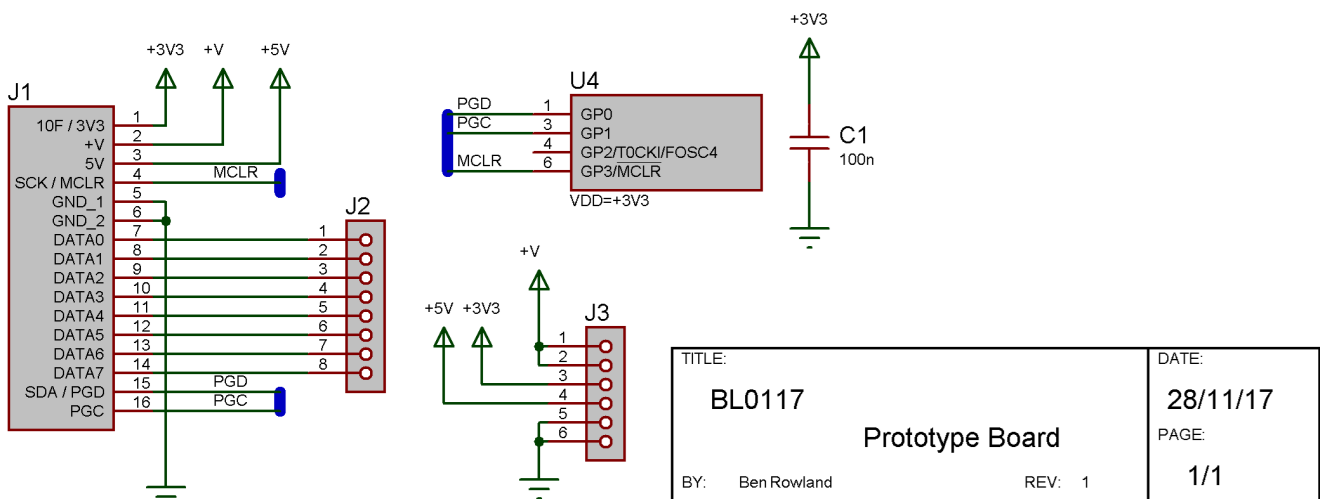 +3V3
+V
+5V
J1
10F / 3V3 1
+V 2
5V 3
SCK / MCLR 4 MCLR
GND_1 5
GND_2 6
DATA0 7
DATA1 8
DATA2 9
DATA3 10
DATA4 11
DATA5 12
DATA6 13
DATA7 14
SDA / PGD 15 PGD
PGC 16 PGC
J2
1
2
3
4
5
6
7
8
U4
PGD 1 GP0
PGC 3 GP1
4 GP2/T0CKI/FOSC4
MCLR 6 GP3/MCLR
VDD=+3V3
+3V3
C1
100n
+V
+5V +3V3
J3
1
2
3
4
5
6
TITLE:
BL0117
Prototype Board
BY: Ben Rowland REV: 1
DATE:
28/11/17
PAGE:
1/1